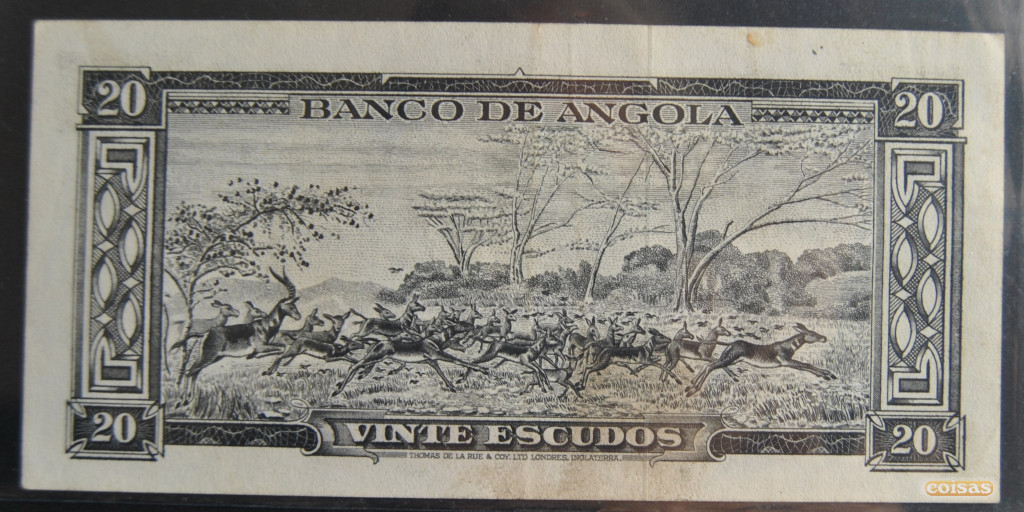 20 20
BANCO DE ANGOLA
20 VINTE ESCUDOS 20
THOMAS DE LA RUE & COY. LTD LONDRES, INGLATERRA.
coisas